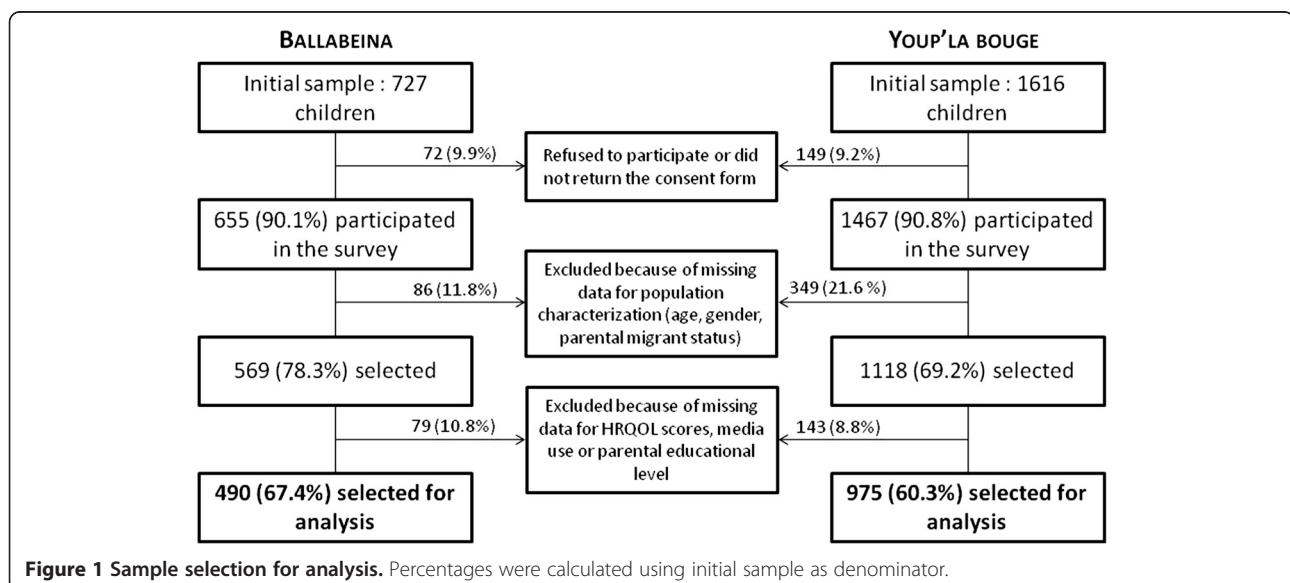 BALLABEINA
YOUP'LA BOUGE
Initial sample : 727
children
Initial sample : 1616
children
72 (9.9%)
Refused to participate or did
not return the consent form
149 (9.2%)
655 (90.1%) participated
in the survey
1467 (90.8%) participated
in the survey
86 (11.8%)
Excluded because of missing
data for population
characterization (age, gender,
parental migrant status)
349 (21.6 %)
569 (78.3%) selected
1118 (69.2%) selected
79 (10.8%)
Excluded because of missing
data for HRQOL scores, media
use or parental educational
level
143 (8.8%)
490 (67.4%) selected for
analysis
975 (60.3%) selected for
analysis
Figure 1 Sample selection for analysis. Percentages were calculated using initial sample as denominator.